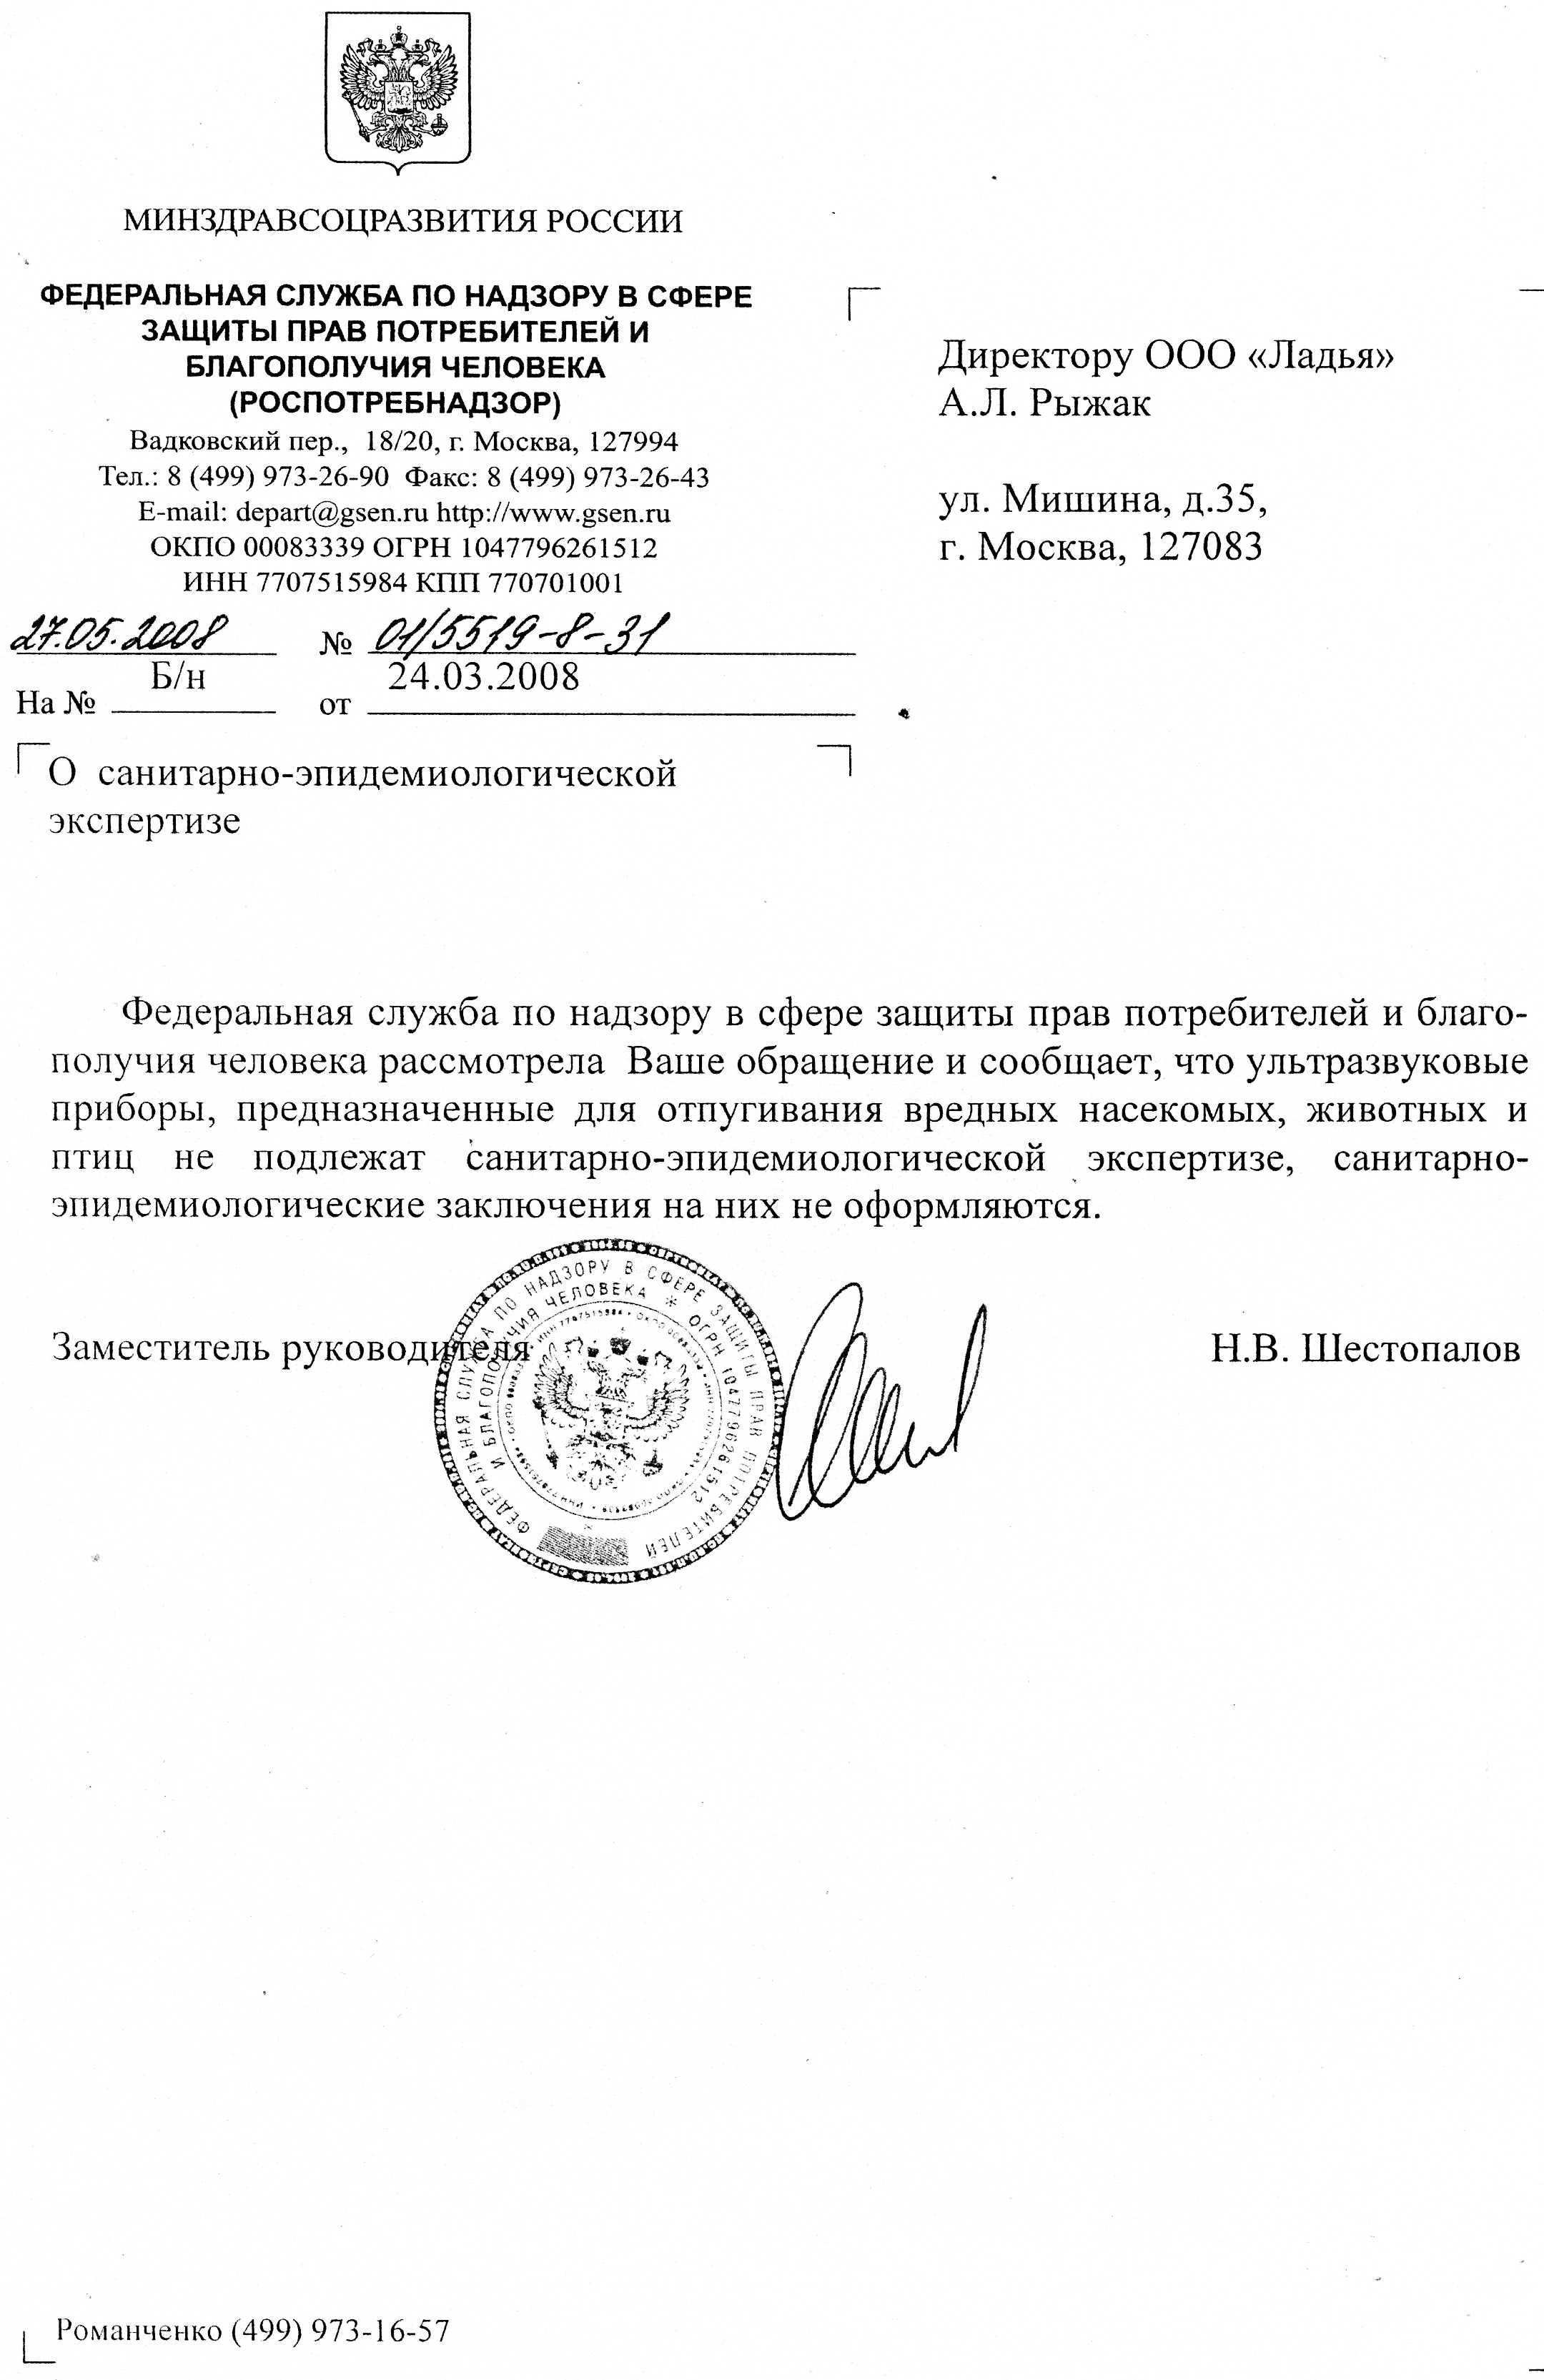 МИНЗДРАВСОЦРАЗВИТИЯ РОССИИ
ФЕДЕРАЛЬНАЯ СЛУЖБА ПО НАДЗОРУ В СФЕРЕ
ЗАЩИТЫ ПРАВ ПОТРЕБИТЕЛЕЙ И
БЛАГОПОЛУЧИЯ ЧЕЛОВЕКА
(РОСПОТРЕБНАДЗОР)
Вадковский пер., 18/20, г. Москва, 127994
Тел.: 8 (499) 973-26-90 Факс: 8 (499) 973-26-43
E-mail: depart@gsen.ru http://www.gsen.ru
ОКПО 00083339 ОГРН 1047796261512
ИНН 7707515984 КПП 770701001
27.05.2008 № 01/5519-8-31
Б/н 24.03.2008
На № от
Директору ООО «Ладья»
А.Л. Рыжак
ул. Мишина, д.35,
г. Москва, 127083
О санитарно-эпидемиологической
экспертизе
Федеральная служба по надзору в сфере защиты прав потребителей и благо-
получия человека рассмотрела Ваше обращение и сообщает, что ультразвуковые
приборы, предназначенные для отпугивания вредных насекомых, животных и
птиц не подлежат санитарно-эпидемиологической экспертизе, санитарно-
эпидемиологические заключения на них не оформляются.
Заместитель руководителя Н.В. Шестопалов
ФЕДЕРАЛЬНАЯ СЛУЖБА ПО НАДЗОРУ В СФЕРЕ ЗАЩИТЫ ПРАВ ПОТРЕБИТЕЛЕЙ
И БЛАГОПОЛУЧИЯ ЧЕЛОВЕКА * ОГРН 1047796261512
Романченко (499) 973-16-57